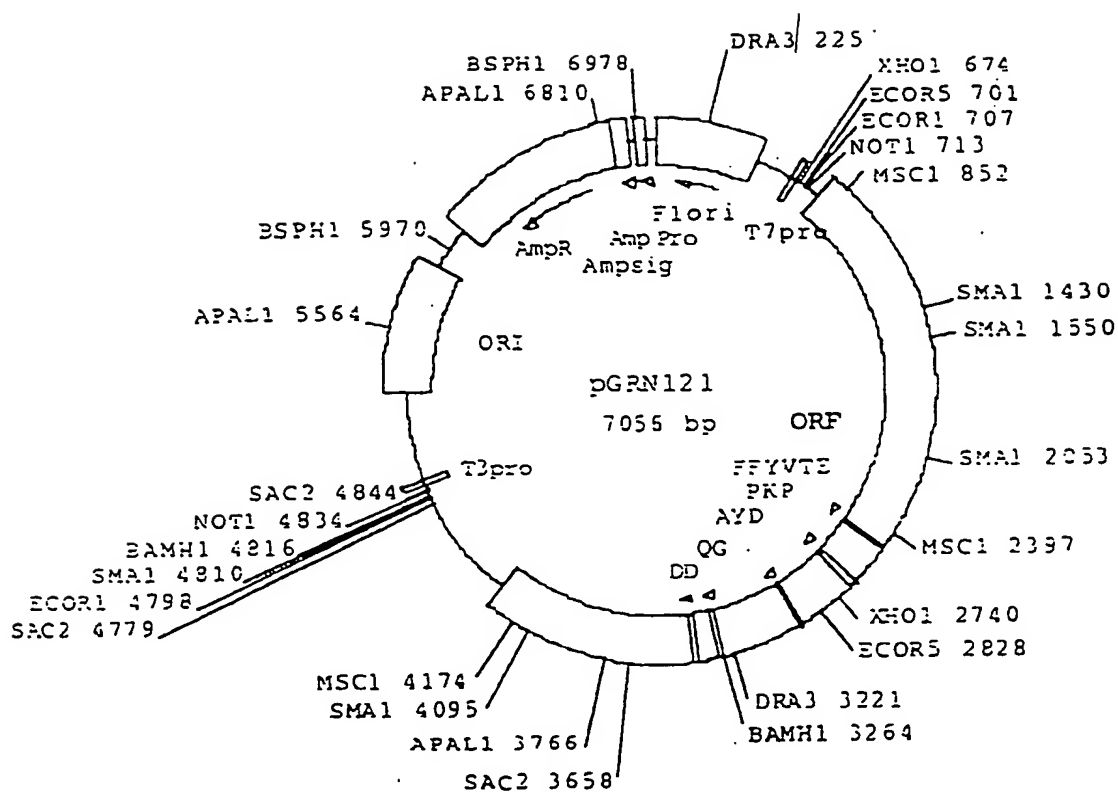 DRA3 225
BSPH1 6978
APAL1 6810
XHO1 674
ECOR5 701
ECOR1 707
NOT1 713
MSC1 852
F1ori
T7pro
Amp Pro
AmpR
Ampsig
BSPH1 5970
APAL1 5564
ORI
SMA1 1430
SMA1 1550
pGRN121
7056 bp
ORF
SMA1 2053
FFYVTE
PKP
AYD
QG
DD
T3pro
SAC2 4844
NOT1 4834
BAMH1 4816
SMA1 4810
ECOR1 4798
SAC2 4779
MSC1 2397
XHO1 2740
ECOR5 2828
DRA3 3221
BAMH1 3264
MSC1 4174
SMA1 4095
APAL1 3766
SAC2 3658